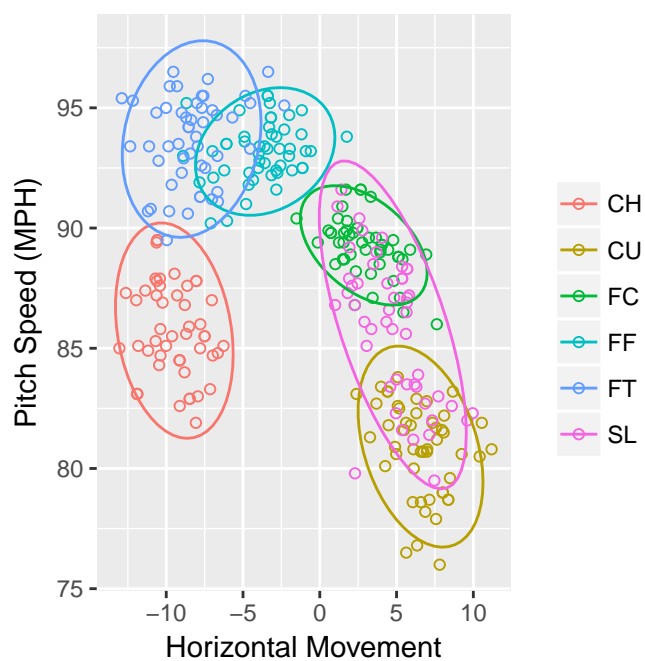 95
90
85
80
75
Pitch Speed (MPH)
−10
−5
0
5
10
Horizontal Movement
CH
CU
FC
FF
FT
SL